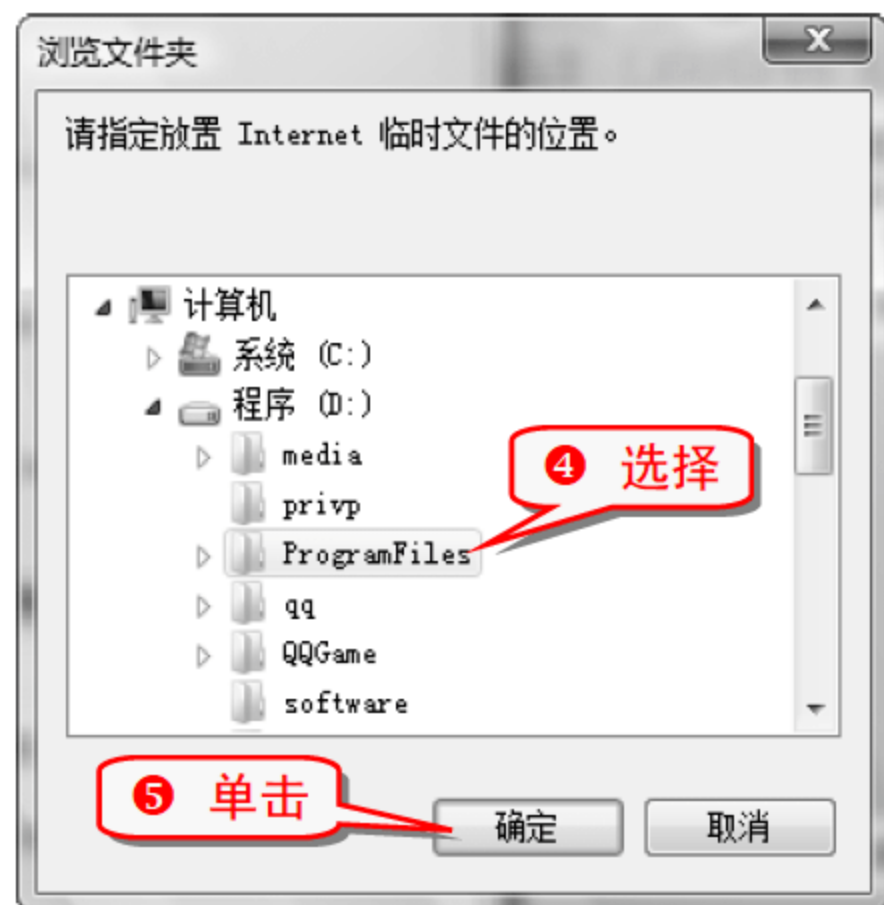 浏览文件夹
请指定放置 Internet 临时文件的位置。
计算机
系统 (C:)
程序 (D:)
media
❹ 选择
privp
ProgramFiles
qq
QQGame
software
❺ 单击
确定
取消